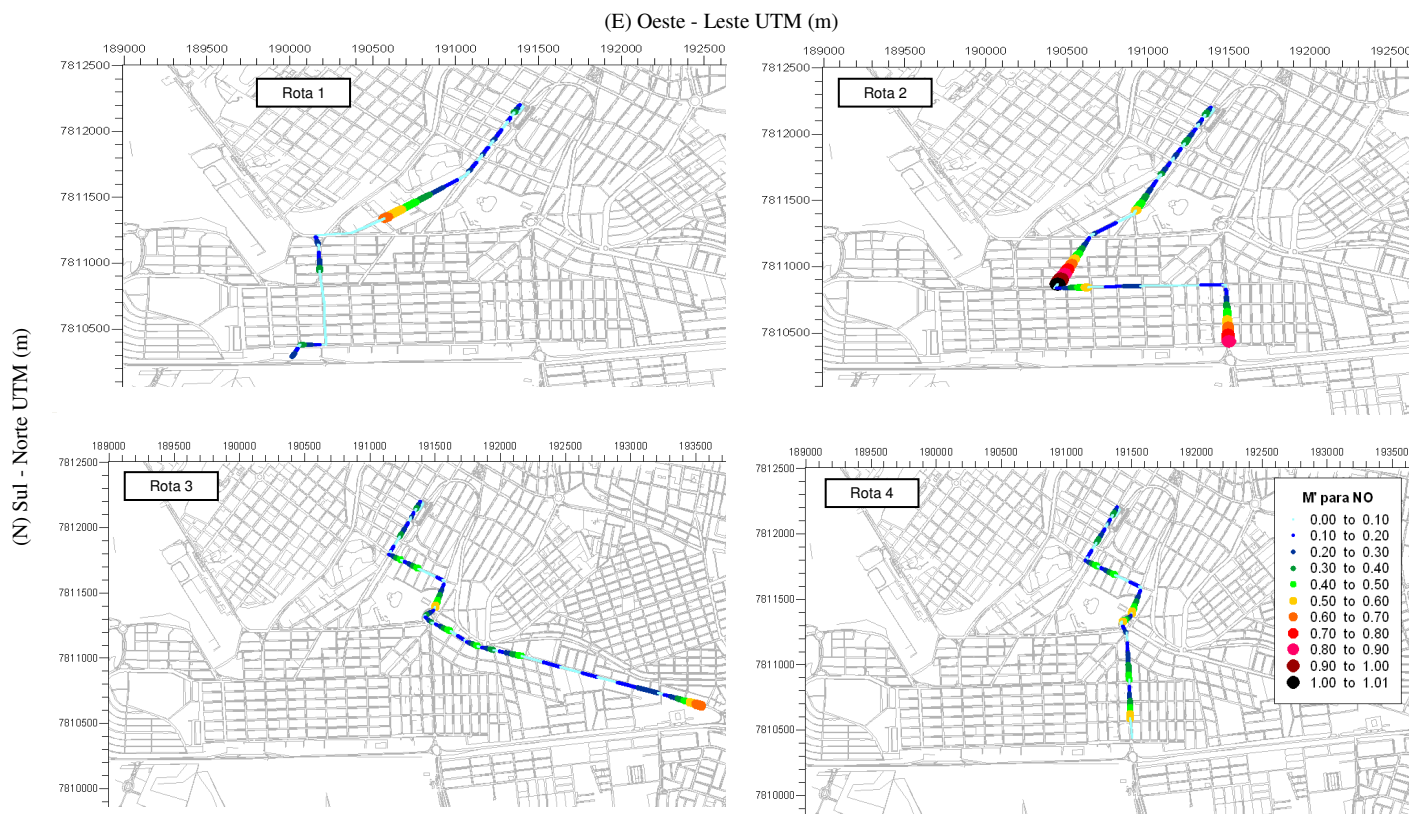 (E) Oeste - Leste UTM (m)
189000 189500 190000 190500 191000 191500 192000 192500
7812500
7812000
7811500
7811000
7810500
Rota 1
189000 189500 190000 190500 191000 191500 192000
7812500
7812000
7811500
7811000
7810500
Rota 2
(N) Sul - Norte UTM (m)
189000 189500 190000 190500 191000 191500 192000 192500 193000 193500
7812500
7812000
7811500
7811000
7810500
7810000
Rota 3
189000 189500 190000 190500 191000 191500 192000 192500 193000
7812500
7812000
7811500
7811000
7810500
7810000
Rota 4
M' para NO
0.00 to 0.10
0.10 to 0.20
0.20 to 0.30
0.30 to 0.40
0.40 to 0.50
0.50 to 0.60
0.60 to 0.70
0.70 to 0.80
0.80 to 0.90
0.90 to 1.00
1.00 to 1.01